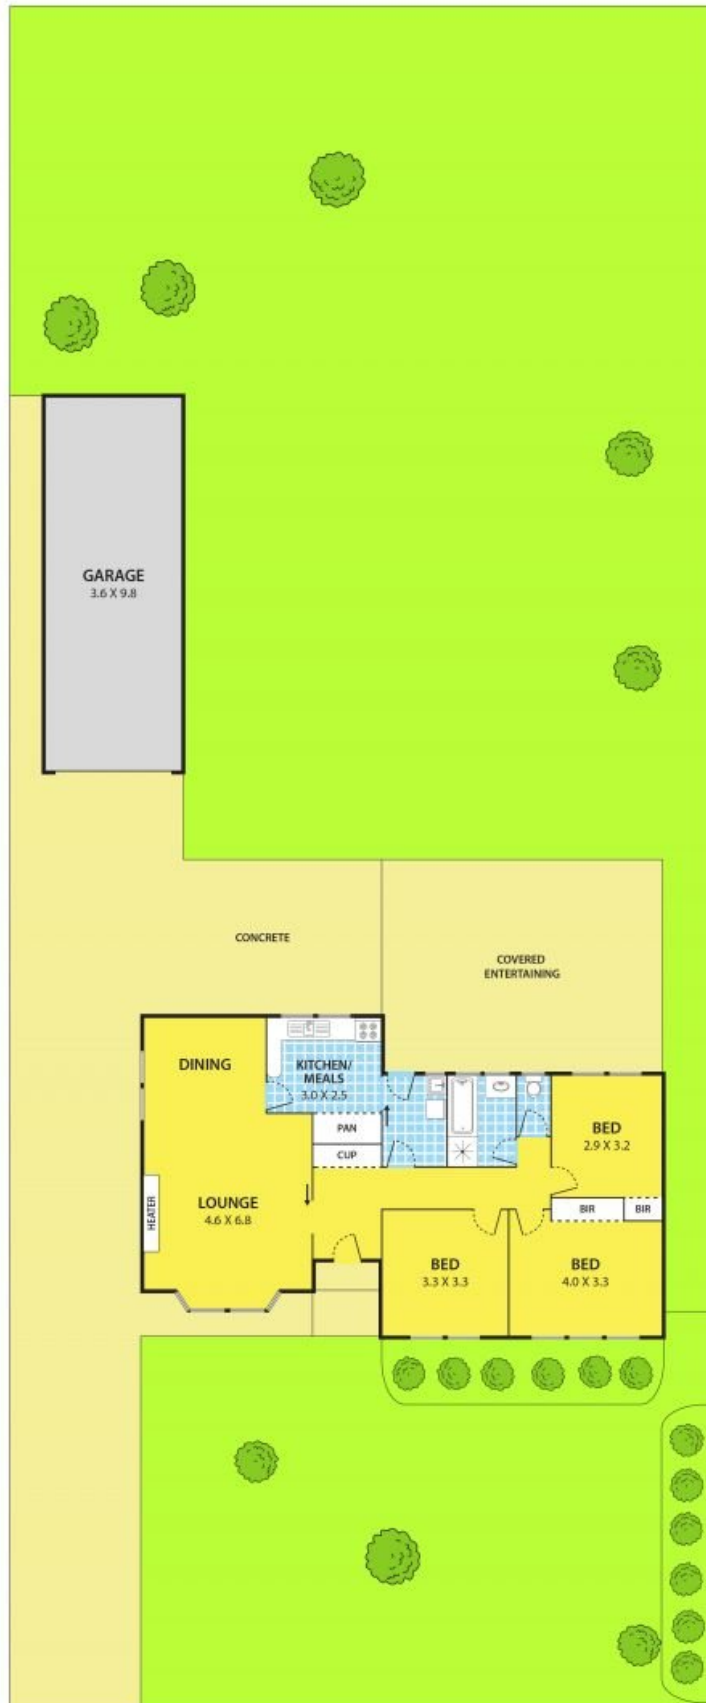 GARAGE
3.6 X 9.8
CONCRETE
COVERED
ENTERTAINING
DINING
KITCHEN/
MEALS
3.0 X 2.5
PAN
CUP
BED
2.9 X 3.2
HEATER
LOUNGE
4.6 X 6.8
BIR
BIR
BED
3.3 X 3.3
BED
4.0 X 3.3